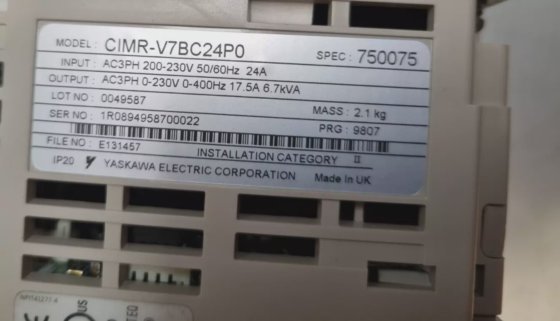 MODEL : CIMR-V7BC24P0 SPEC : 750075
INPUT : AC3PH 200-230V 50/60Hz 24A
OUTPUT : AC3PH 0-230V 0-400Hz 17.5A 6.7kVA
LOT NO : 0049587 MASS : 2.1 kg
SER NO : 1R0894958700022 PRG : 9807
FILE NO : E131457 INSTALLATION CATEGORY II
IP20 YASKAWA ELECTRIC CORPORATION Made In UK
US